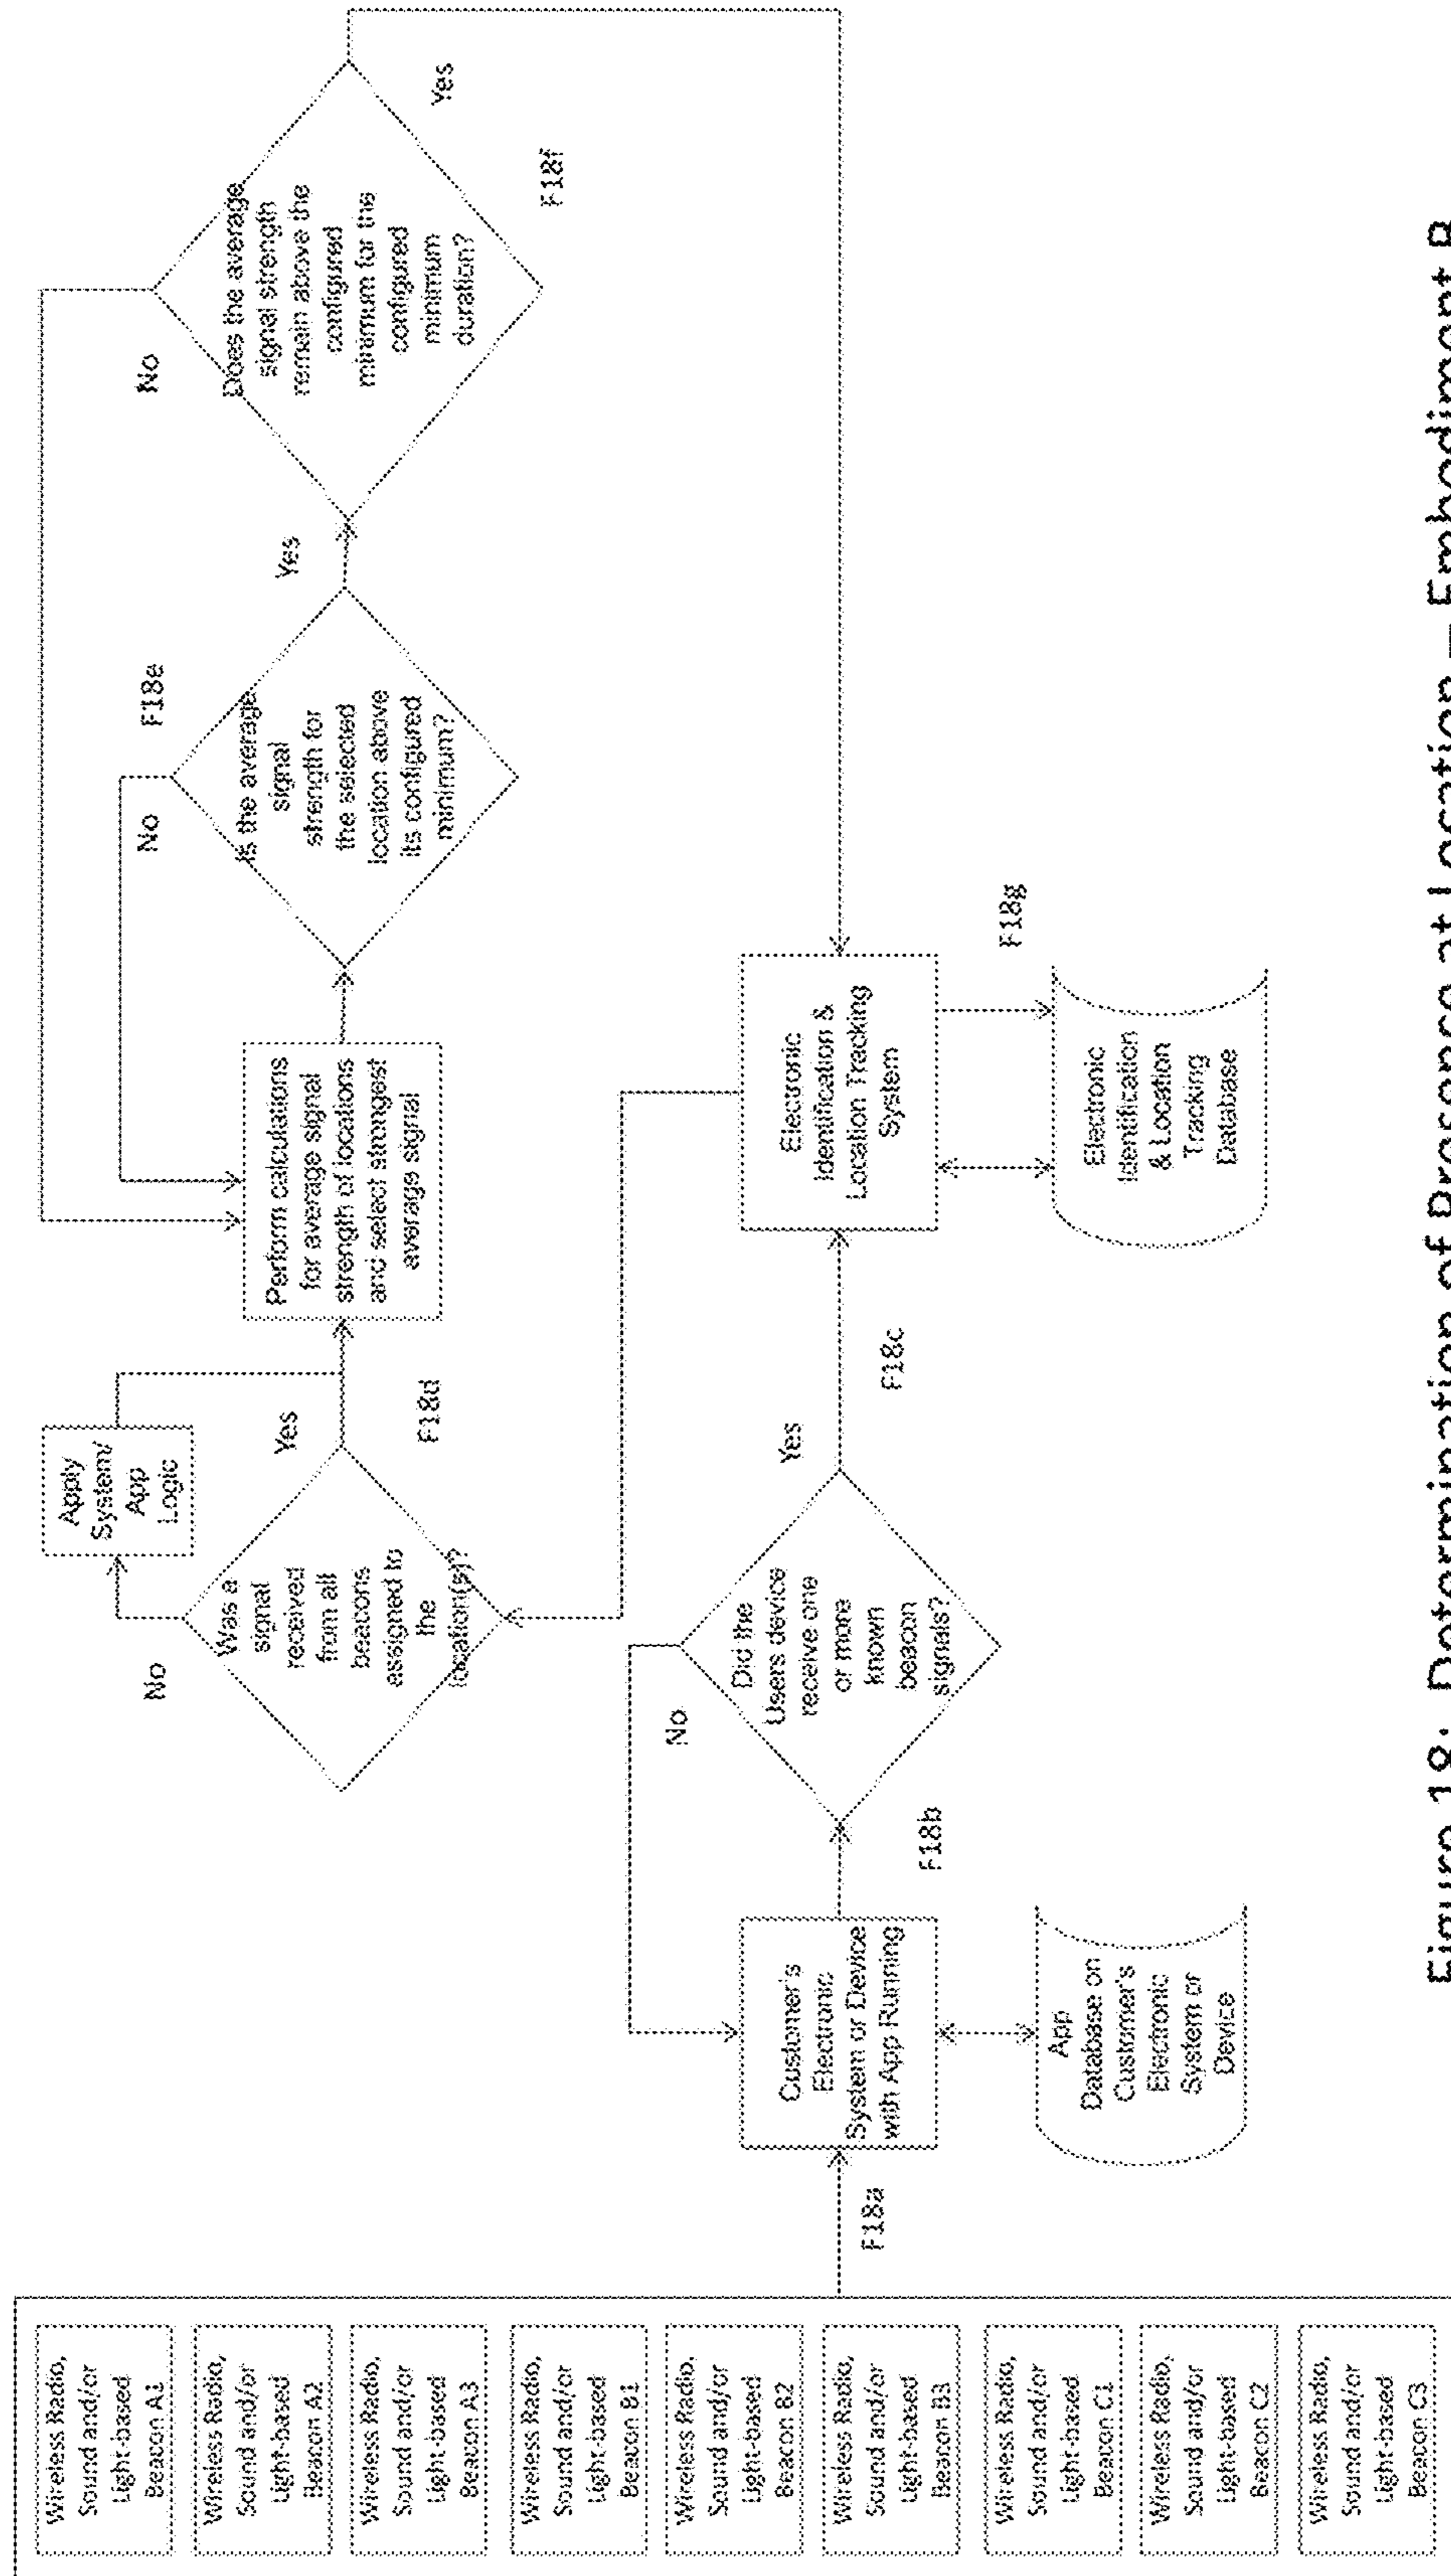 Wireless Radio,
Sound and/or
Light-based
Beacon A1
Wireless Radio,
Sound and/or
Light-based
Beacon A2
Wireless Radio,
Sound and/or
Light-based
Beacon A3
Wireless Radio,
Sound and/or
Light-based
Beacon B1
Wireless Radio,
Sound and/or
Light-based
Beacon B2
Wireless Radio,
Sound and/or
Light-based
Beacon B3
Wireless Radio,
Sound and/or
Light-based
Beacon C1
Wireless Radio,
Sound and/or
Light-based
Beacon C2
Wireless Radio,
Sound and/or
Light-based
Beacon C3
F18a
Customer's
Electronic
System or Device
with App Running
App
Database on
Customer's
Electronic
System or
Device
F18b
No
Did the
Users device
receive one
or more
known
beacon
signals?
Yes
F18c
Electronic
Identification &
Location Tracking
System
F18g
Electronic
Identification
& Location
Tracking
Database
No
Was a
signal
received
from all
beacons
assigned to
the
location(s)?
Yes
F18d
Apply
System/
App
Logic
Perform calculations
for average signal
strength of locations
and select strongest
average signal
No
F18e
Is the average
signal
strength for
the selected
location above
its configured
minimum?
Yes
No
Does the average
signal strength
remain above the
configured
minimum for the
configured
minimum
duration?
Yes
F18f
Figure 18: Determination of Presence at Location – Embodiment B